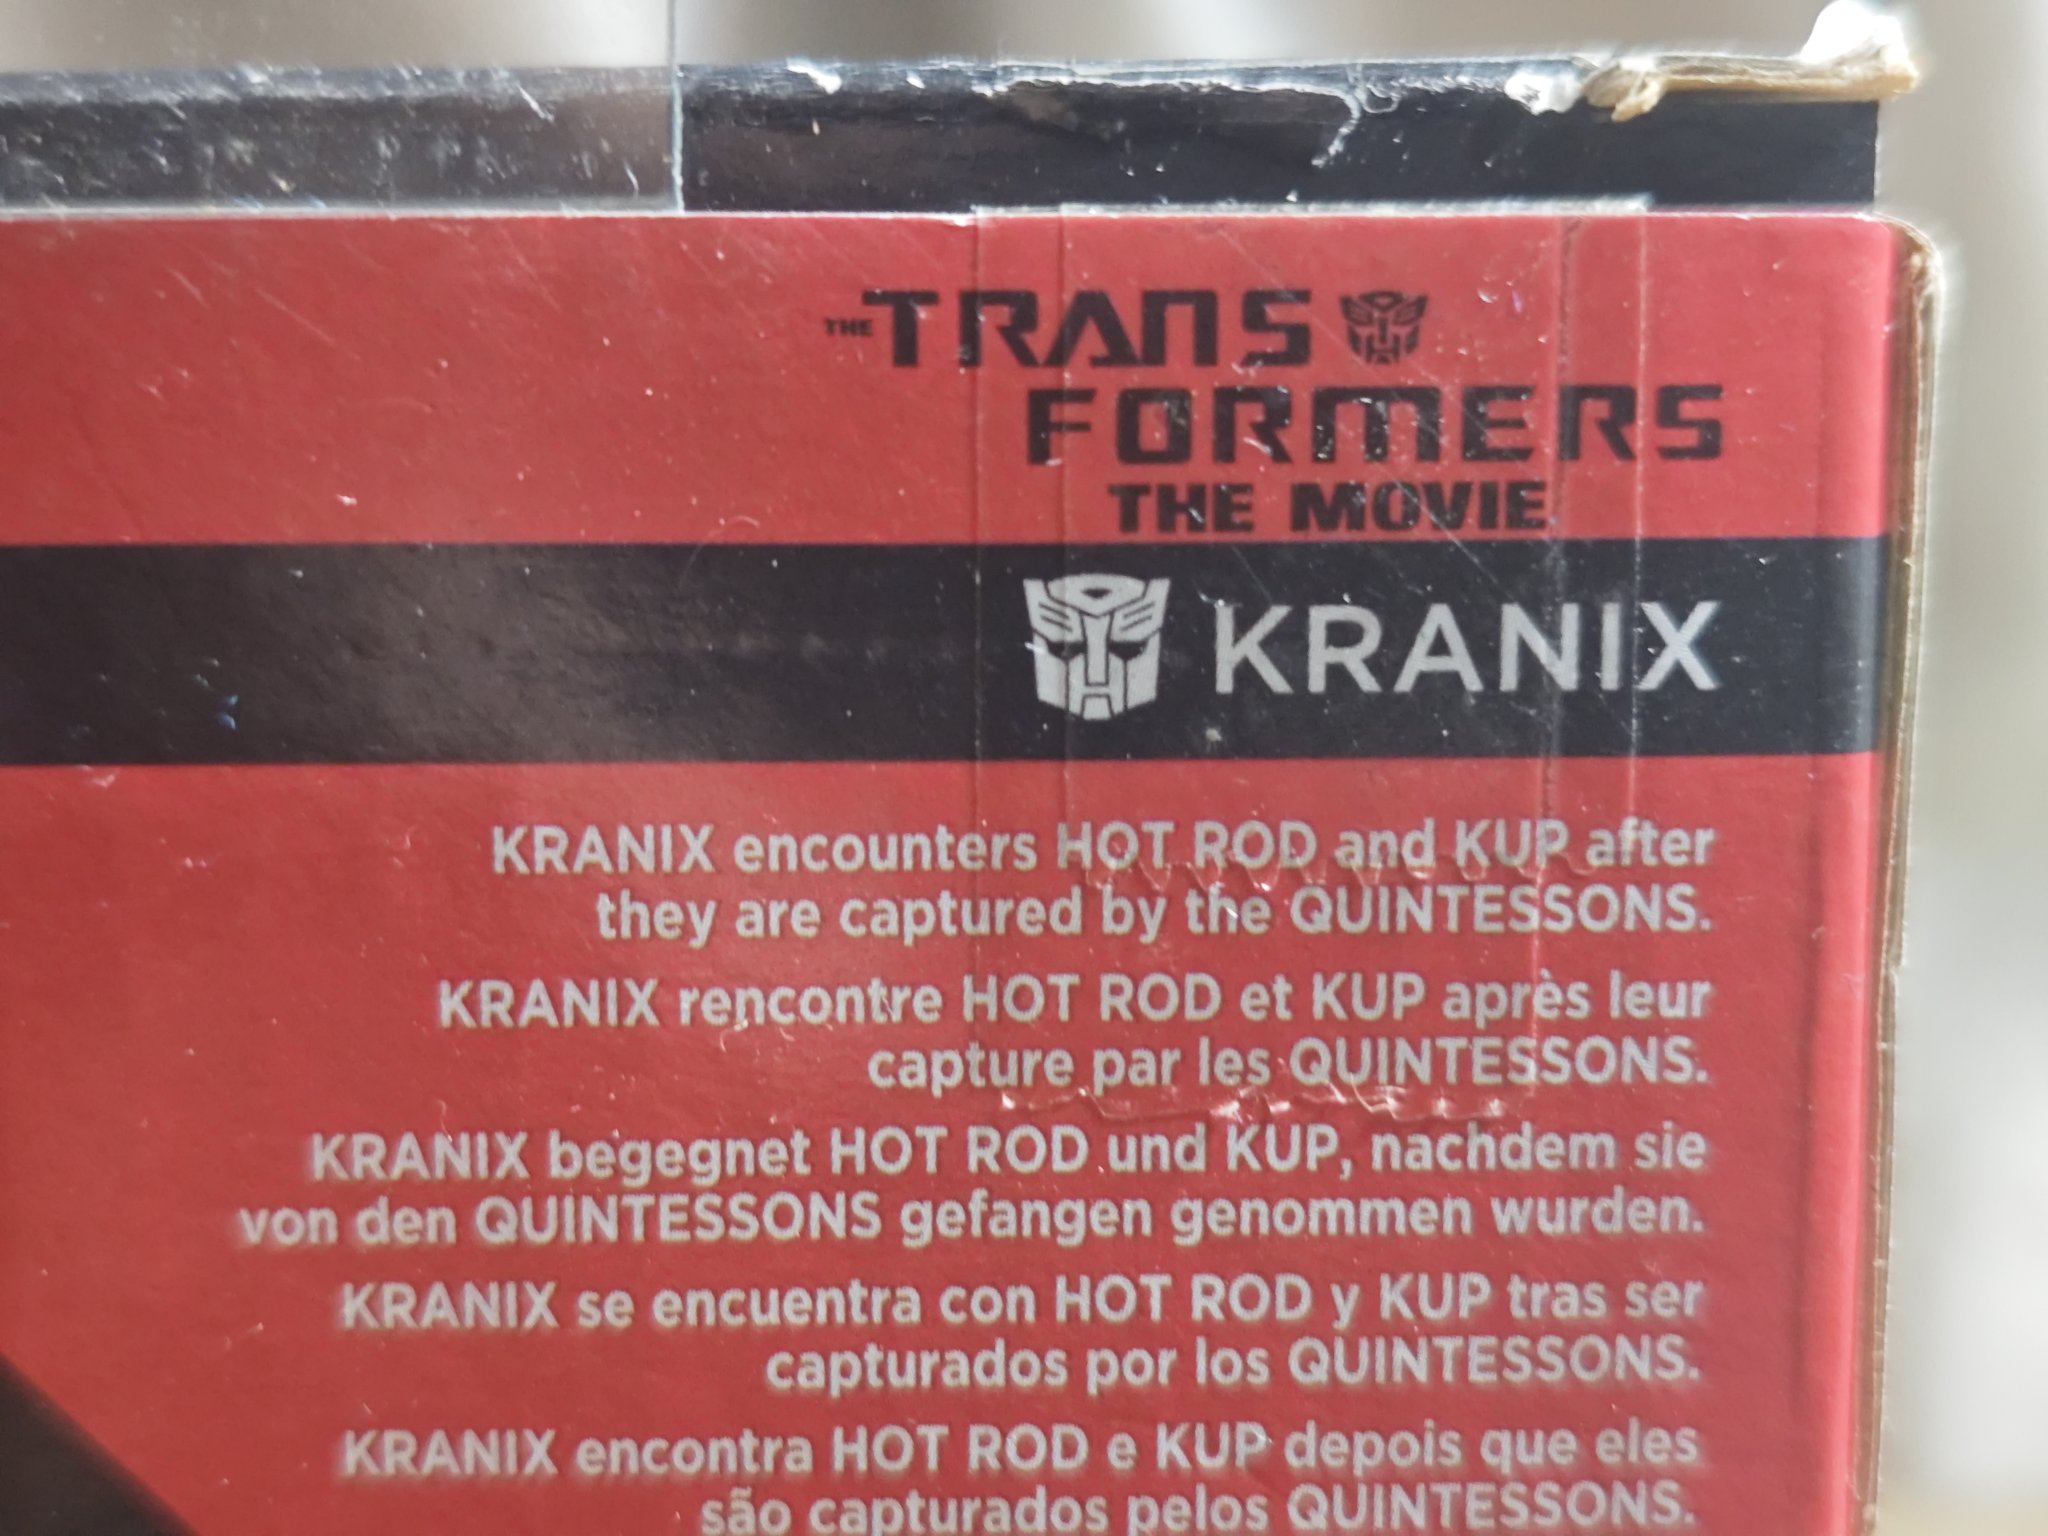 THE TRANS
FORMERS
THE MOVIE
KRANIX
KRANIX encounters HOT ROD and KUP after
they are captured by the QUINTESSONS.
KRANIX rencontre HOT ROD et KUP après leur
capture par les QUINTESSONS.
KRANIX begegnet HOT ROD und KUP, nachdem sie
von den QUINTESSONS gefangen genommen wurden.
KRANIX se encuentra con HOT ROD y KUP tras ser
capturados por los QUINTESSONS.
KRANIX encontra HOT ROD e KUP depois que eles
são capturados pelos QUINTESSONS.